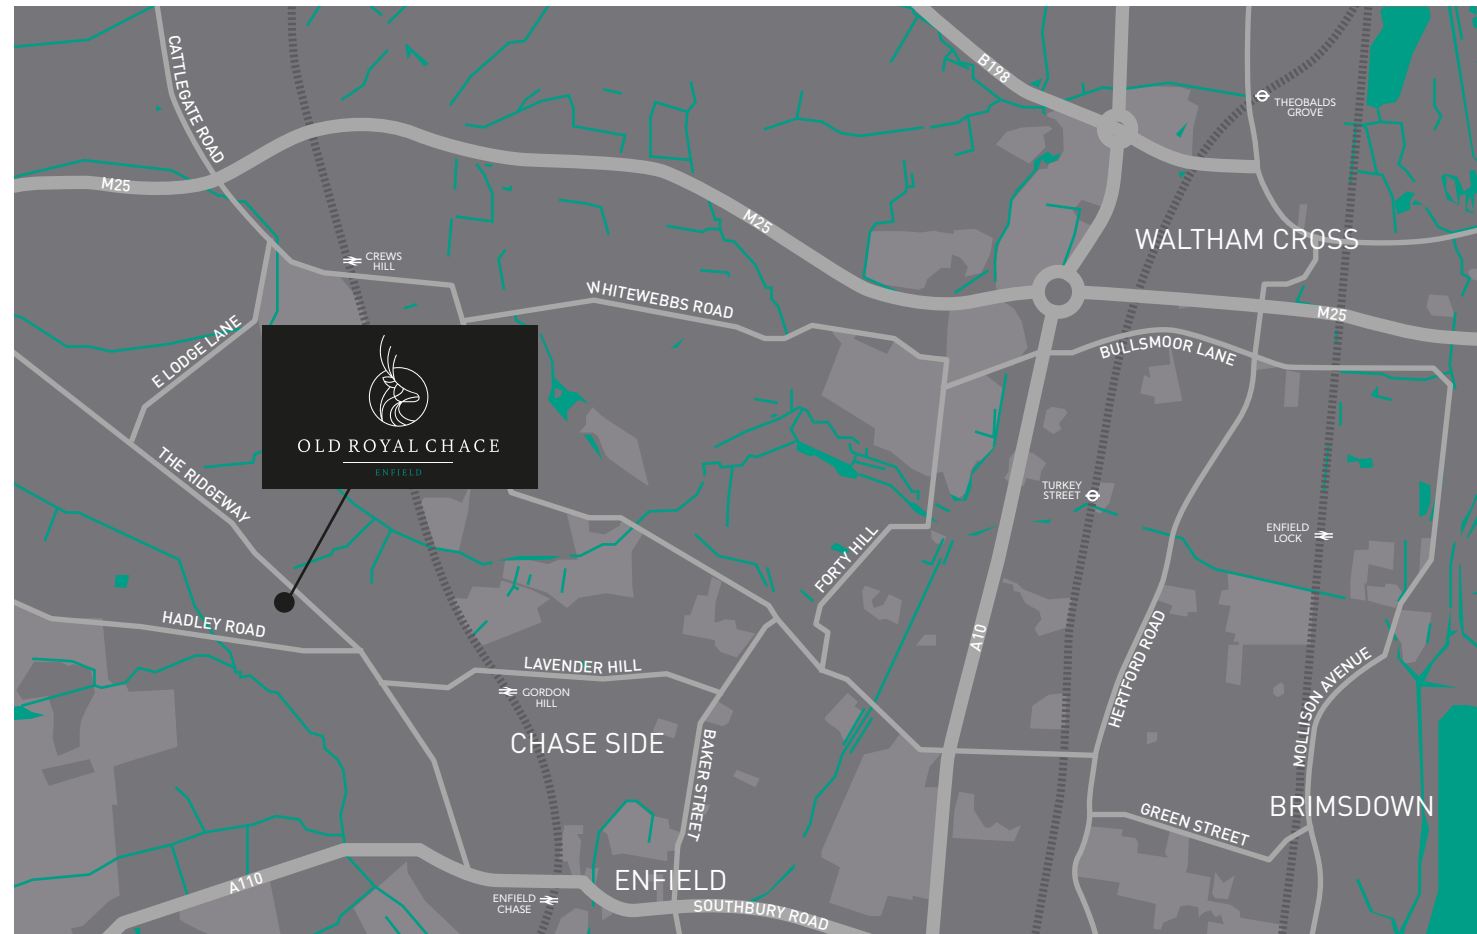 CATTLEGATE ROAD
B198
THEOBALDS
GROVE
M25
M25
WALTHAM CROSS
CREWS
HILL
WHITEWEBBS ROAD
M25
E LODGE LANE
BULLSMOOR LANE
OLD ROYAL CHACE
ENFIELD
THE RIDGEWAY
TURKEY
STREET
ENFIELD
LOCK
FORTY HILL
HADLEY ROAD
A10
HERTFORD ROAD
LAVENDER HILL
GORDON
HILL
MOLLISON AVENUE
CHASE SIDE
BAKER STREET
BRIMSDOWN
GREEN STREET
A110
ENFIELD
ENFIELD
CHASE
SOUTHBURY ROAD